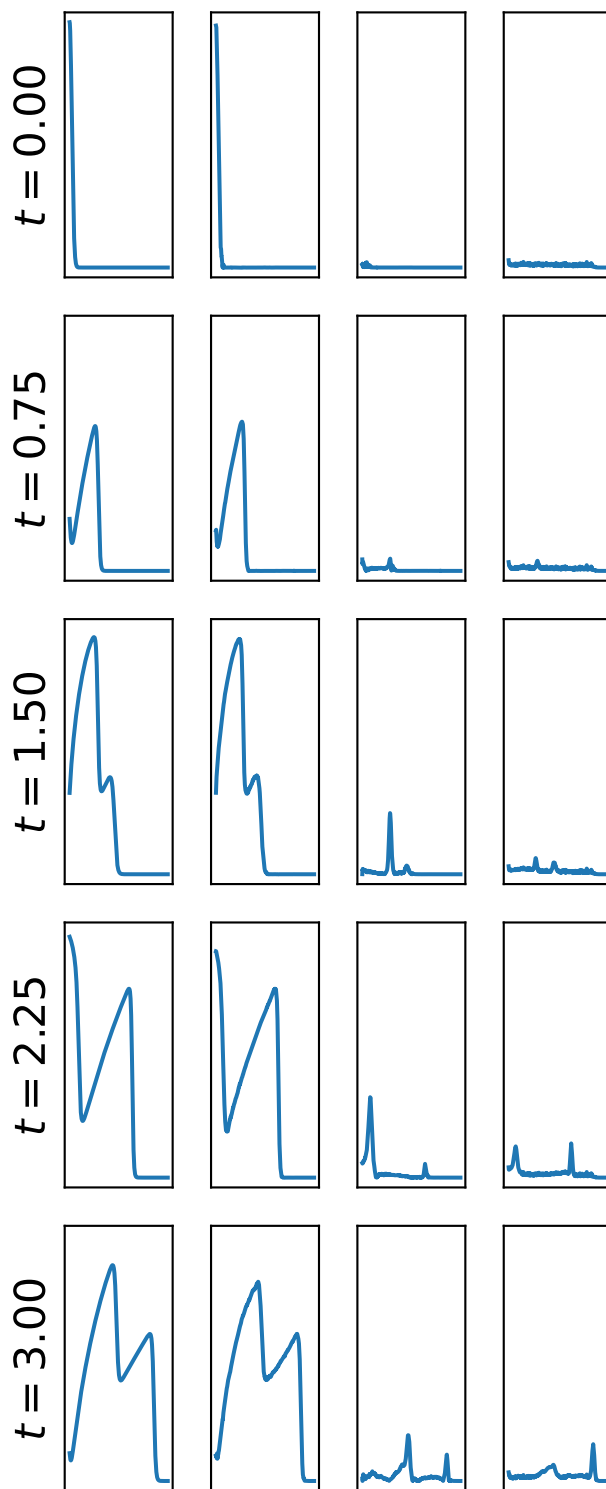 t = 0.00
t = 0.75
t = 1.50
t = 2.25
t = 3.00